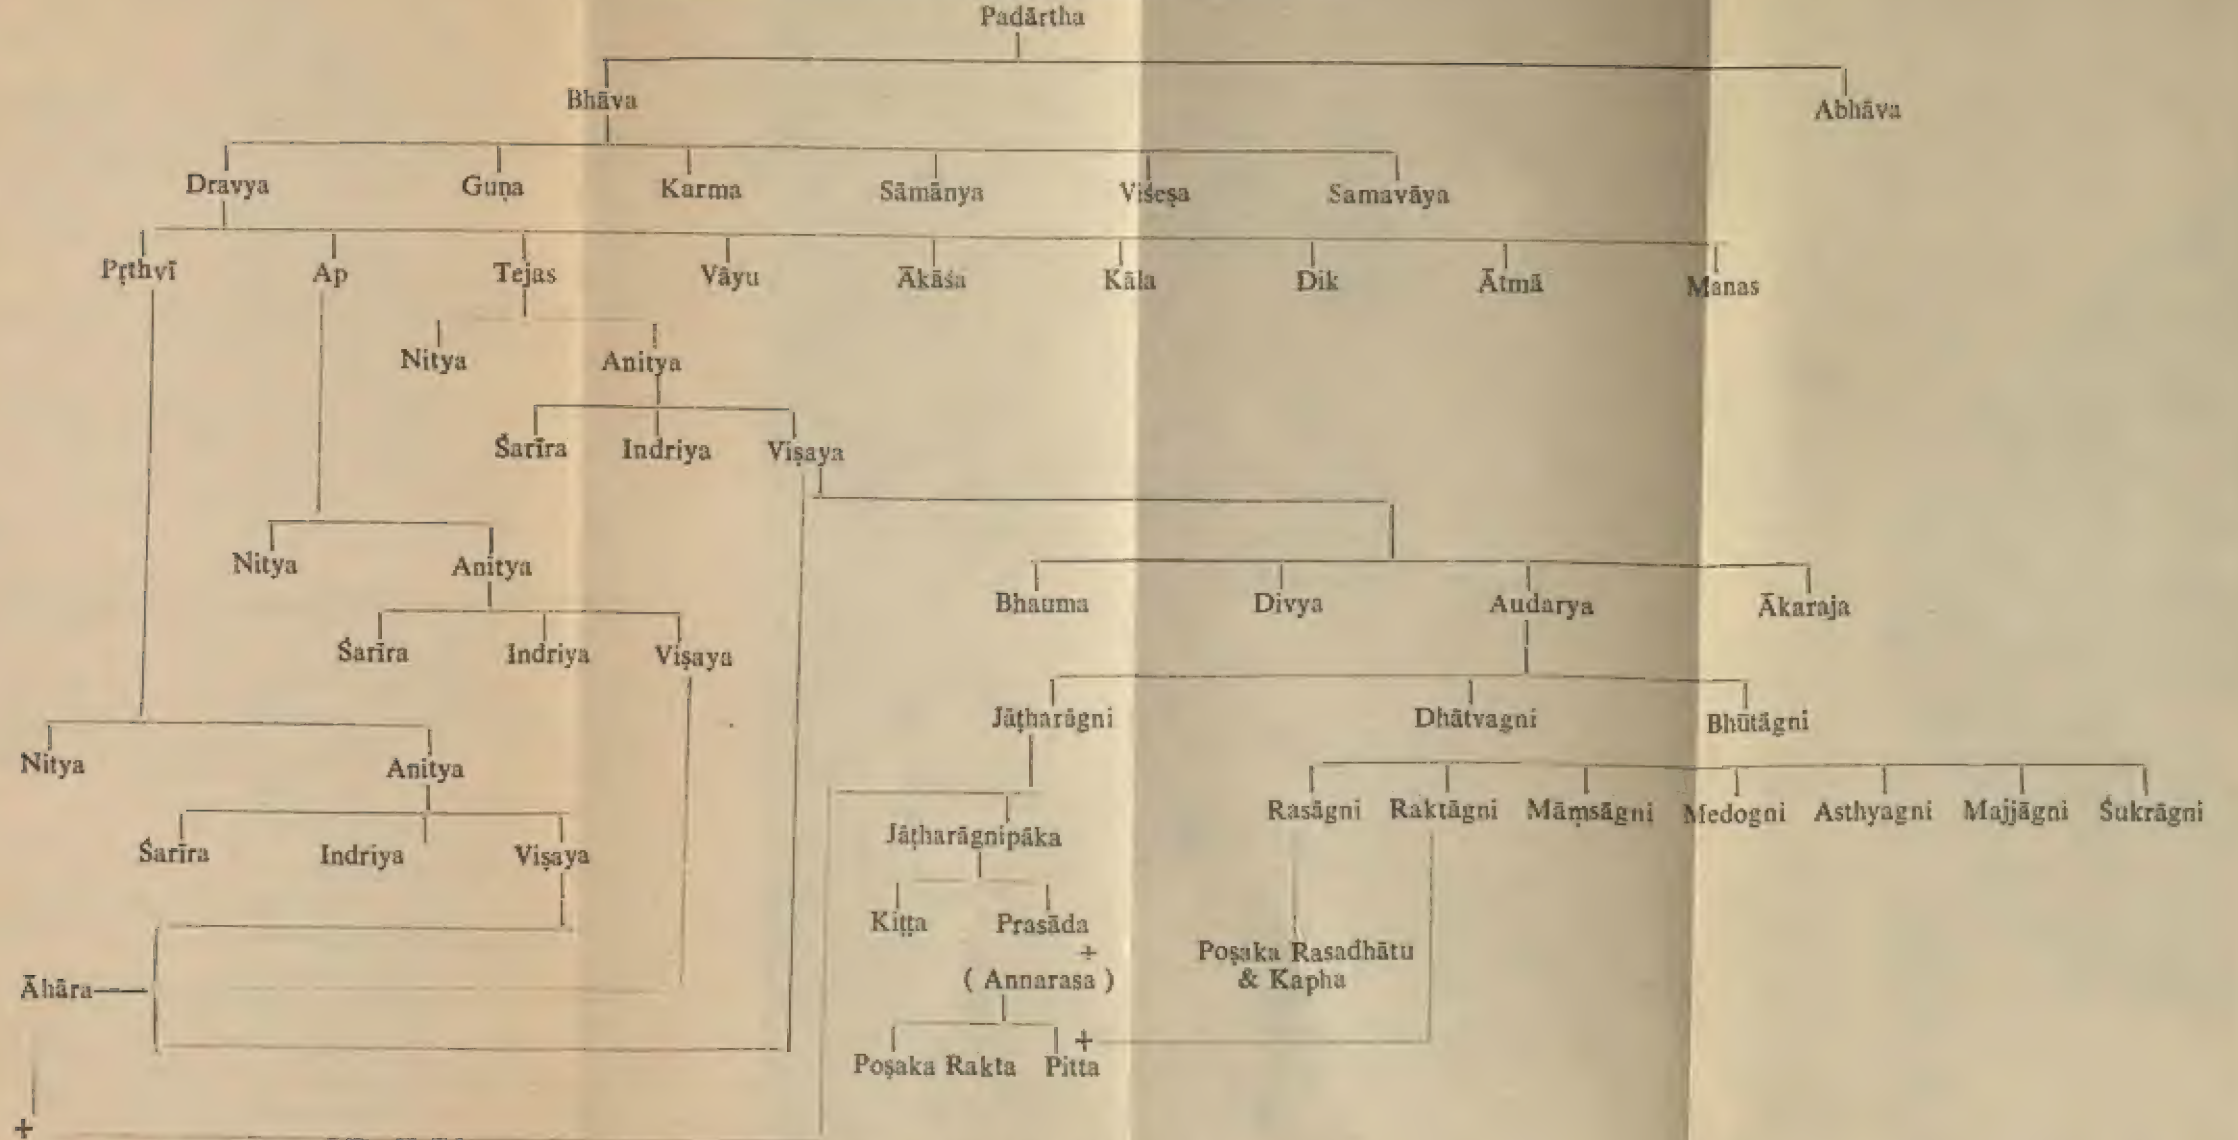 Padārtha
Bhāva
Abhāva
Dravya Guṇa Karma Sāmānya Viśeṣa Samavāya
Pṛthvī Ap Tejas Vâyu Ākāśa Kāla Dik Ātmā Manas
Nitya Anitya
Śarīra Indriya Viṣaya
Nitya Anitya
Bhauma Divya Audarya Ākaraja
Śarīra Indriya Viṣaya
Jāṭharāgni Dhātvagni Bhūtāgni
Nitya Anitya
Rasāgni Raktāgni Māṃsāgni Medogni Asthyagni Majjāgni Śukrāgni
Jâṭharāgnipāka
Śarīra Indriya Viṣaya
Kiṭṭa Prasāda
+
Poṣaka Rasadhātu
( Annarasa ) & Kapha
Āhāra
+
Poṣaka Rakta Pitta
+